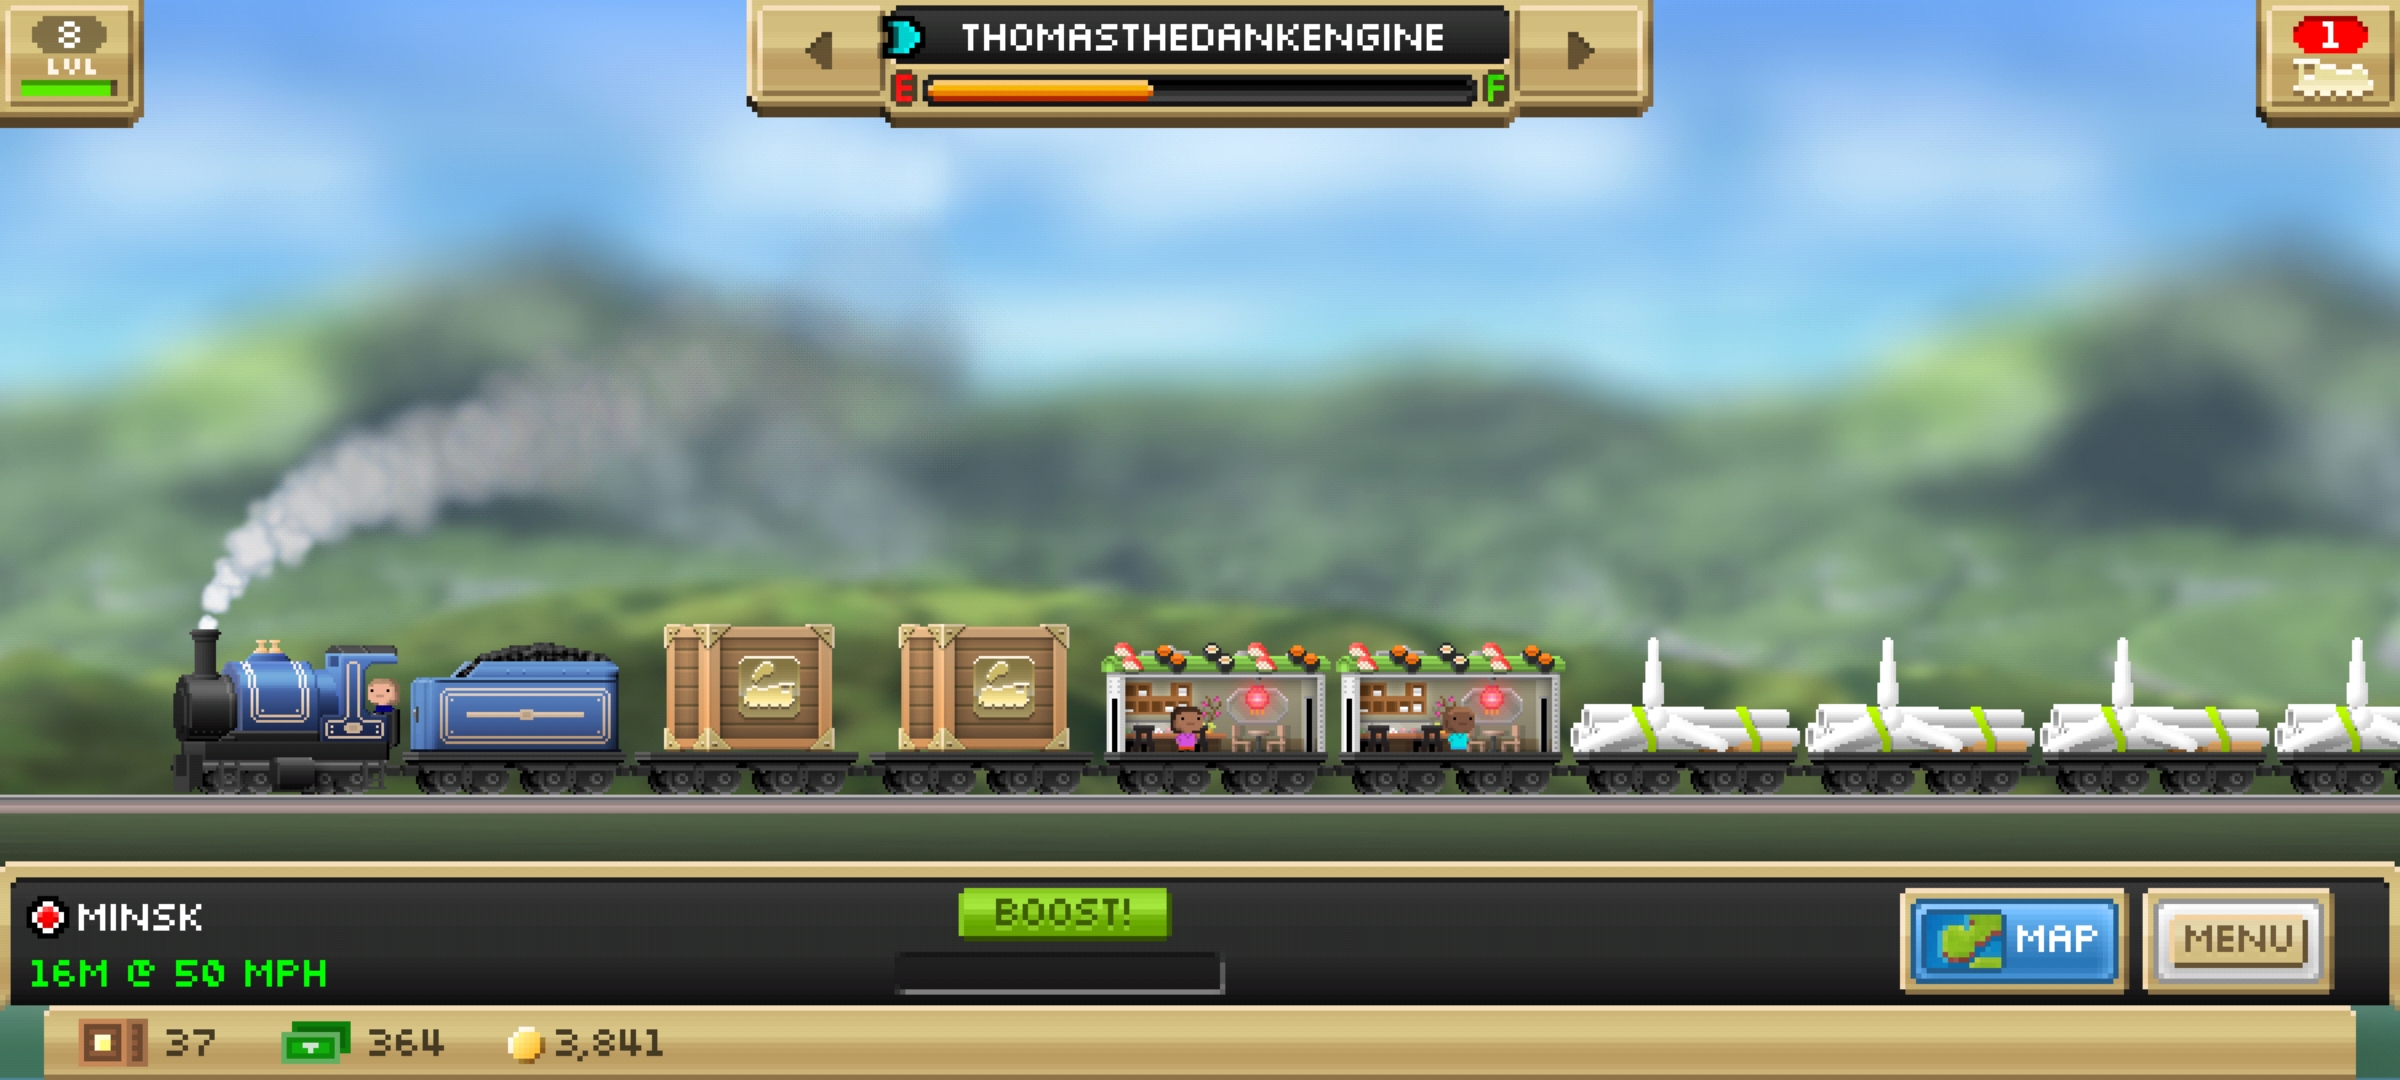 8
LVL
THOMASTHEDANKENGINE
E F
1
MINSK
16M @ 50 MPH
BOOST!
MAP
MENU
37
364
3,841